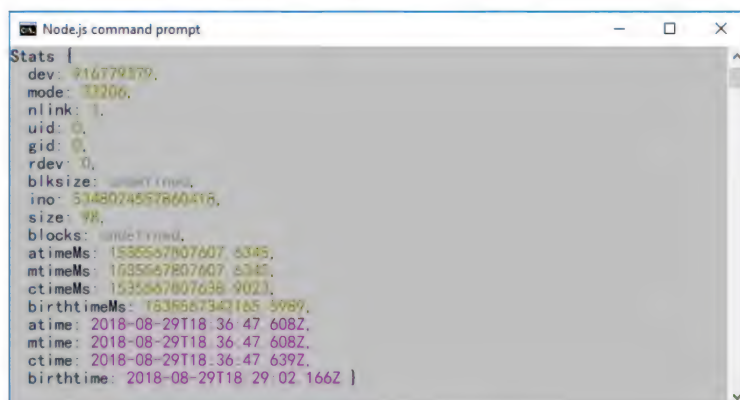 Node.js command prompt
Stats {
dev: 916779379,
mode: 33206,
nlink: 1,
uid: 0,
gid: 0,
rdev: 0,
blksize: undefined,
ino: 5348024557860418,
size: 98,
blocks: undefined,
atimeMs: 1535567807607.6345,
mtimeMs: 1535567807607.6345,
ctimeMs: 1535567807638.9023,
birthtimeMs: 1535567342165.5989,
atime: 2018-08-29T18:36:47.608Z,
mtime: 2018-08-29T18:36:47.608Z,
ctime: 2018-08-29T18:36:47.639Z,
birthtime: 2018-08-29T18:29:02.166Z }